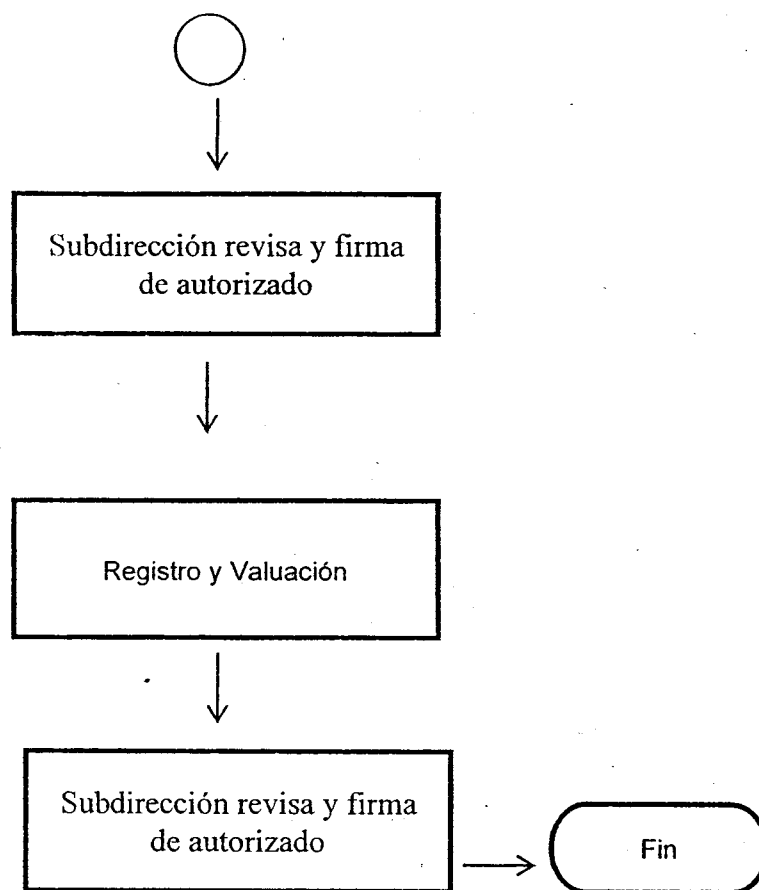 Subdirección revisa y firma
de autorizado
Registro y Valuación
Subdirección revisa y firma
de autorizado
Fin